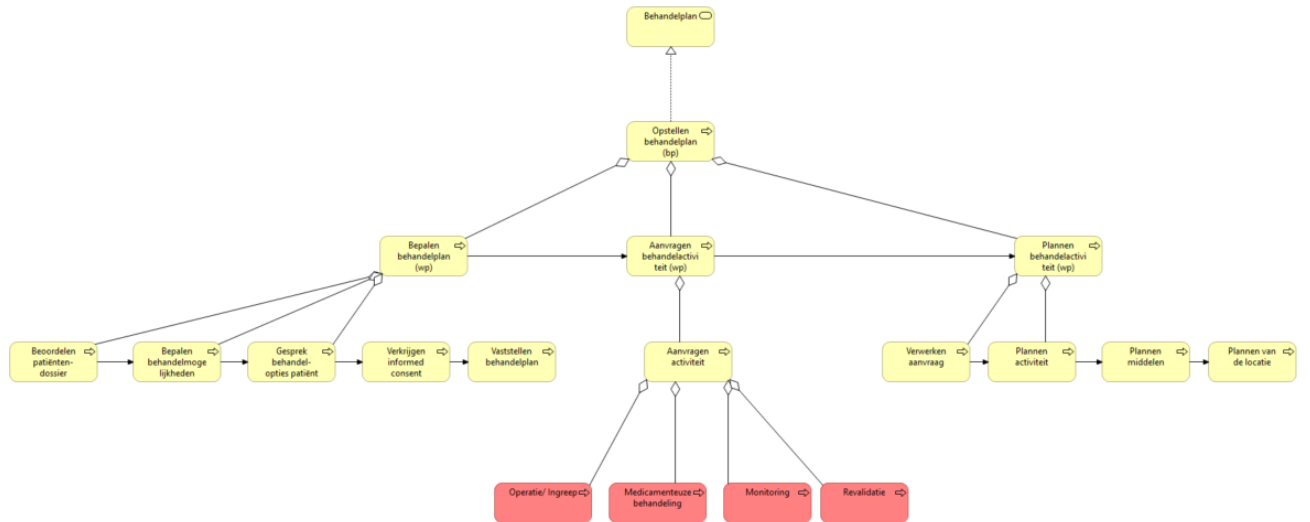 Behandelplan
Opstellen
behandelplan
(bp)
Bepalen
behandelplan
(wp)
Aanvragen
behandelactivi
teit (wp)
Plannen
behandelactivi
teit (wp)
Beoordelen
patiënten-
dossier
Bepalen
behandelmoge
lijkheden
Gesprek
behandel-
opties patiënt
Verkrijgen
informed
consent
Vaststellen
behandelplan
Aanvragen
activiteit
Verwerken
aanvraag
Plannen
activiteit
Plannen
middelen
Plannen van
de locatie
Operatie/ Ingreep
Medicamenteuze
behandeling
Monitoring
Revalidatie